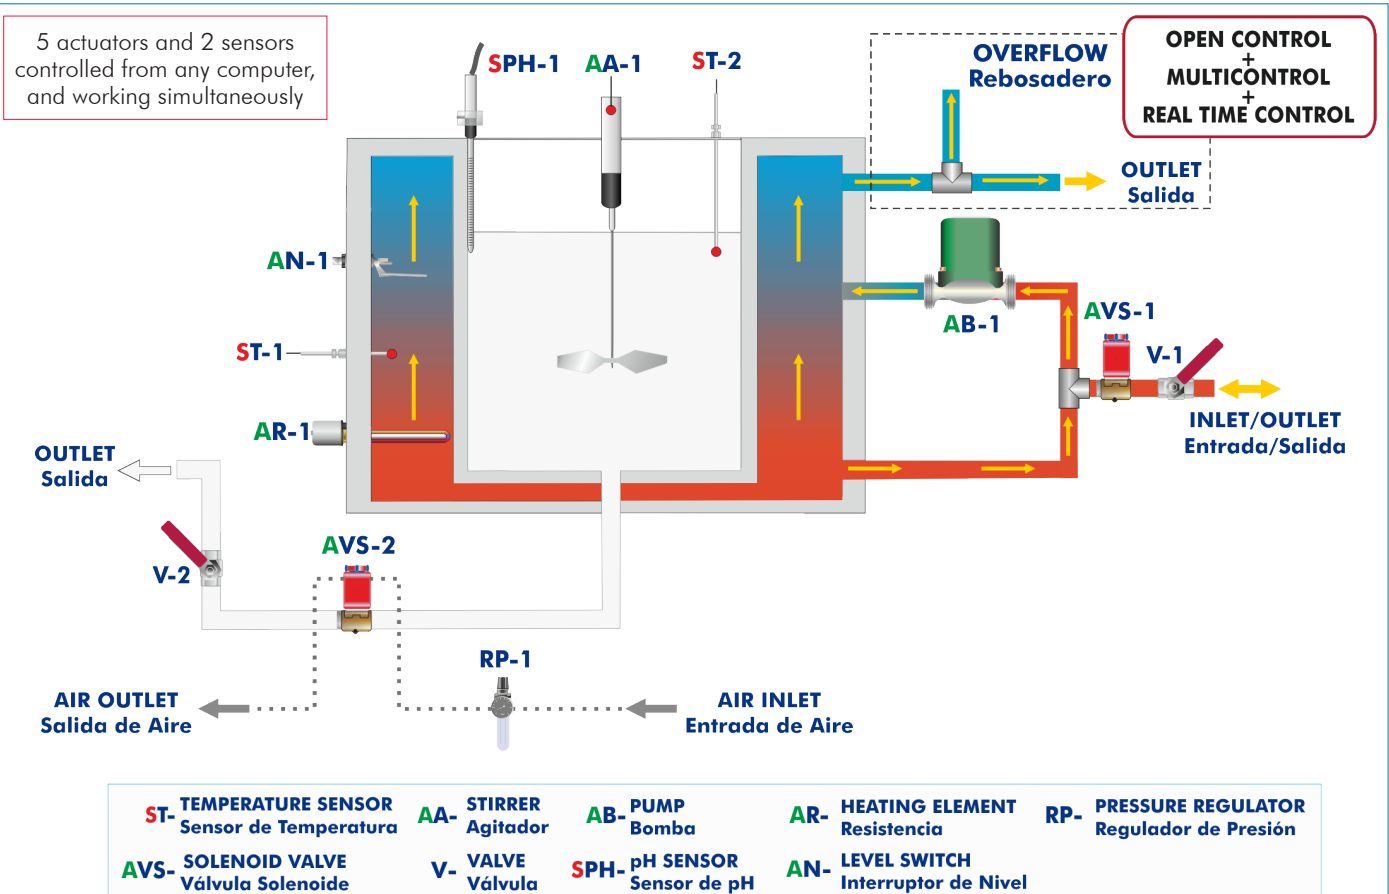 5 actuators and 2 sensors
controlled from any computer,
and working simultaneously
SPH-1
AA-1
ST-2
OVERFLOW
Rebosadero
OPEN CONTROL
+
MULTICONTROL
+
REAL TIME CONTROL
OUTLET
Salida
AN-1
AB-1
AVS-1
V-1
ST-1
INLET/OUTLET
Entrada/Salida
AR-1
OUTLET
Salida
V-2
AVS-2
RP-1
AIR OUTLET
Salida de Aire
AIR INLET
Entrada de Aire
ST- TEMPERATURE SENSOR
Sensor de Temperatura
AA- STIRRER
Agitador
AB- PUMP
Bomba
AR- HEATING ELEMENT
Resistencia
RP- PRESSURE REGULATOR
Regulador de Presión
AVS- SOLENOID VALVE
Válvula Solenoide
V- VALVE
Válvula
SPH- pH SENSOR
Sensor de pH
AN- LEVEL SWITCH
Interruptor de Nivel